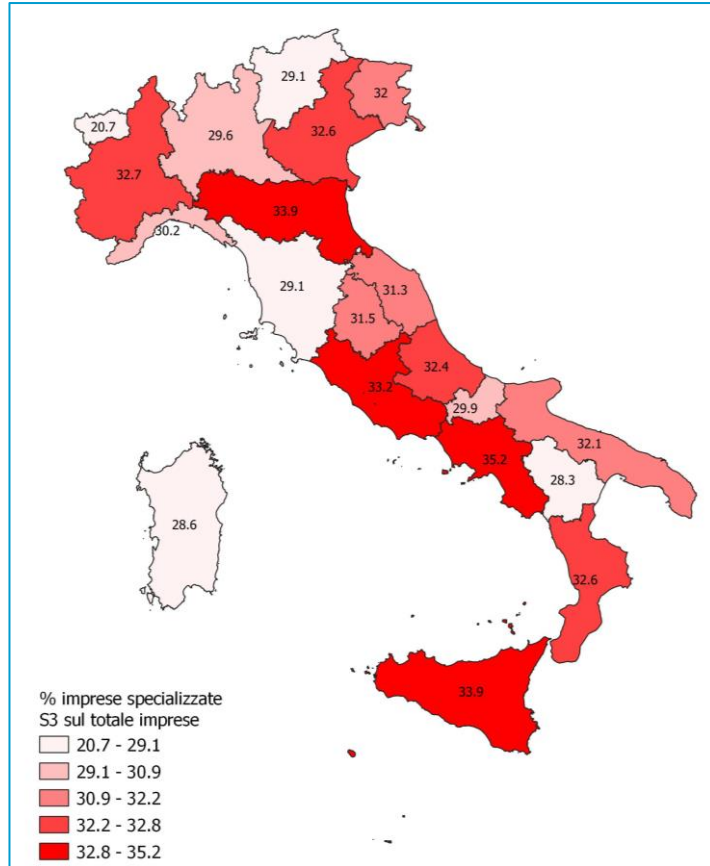 29.1
32
20.7
29.6
32.6
32.7
33.9
30.2
29.1
31.3
31.5
32.4
33.2
29.9
32.1
35.2
28.3
28.6
32.6
33.9
% imprese specializzate
S3 sul totale imprese
20.7 - 29.1
29.1 - 30.9
30.9 - 32.2
32.2 - 32.8
32.8 - 35.2